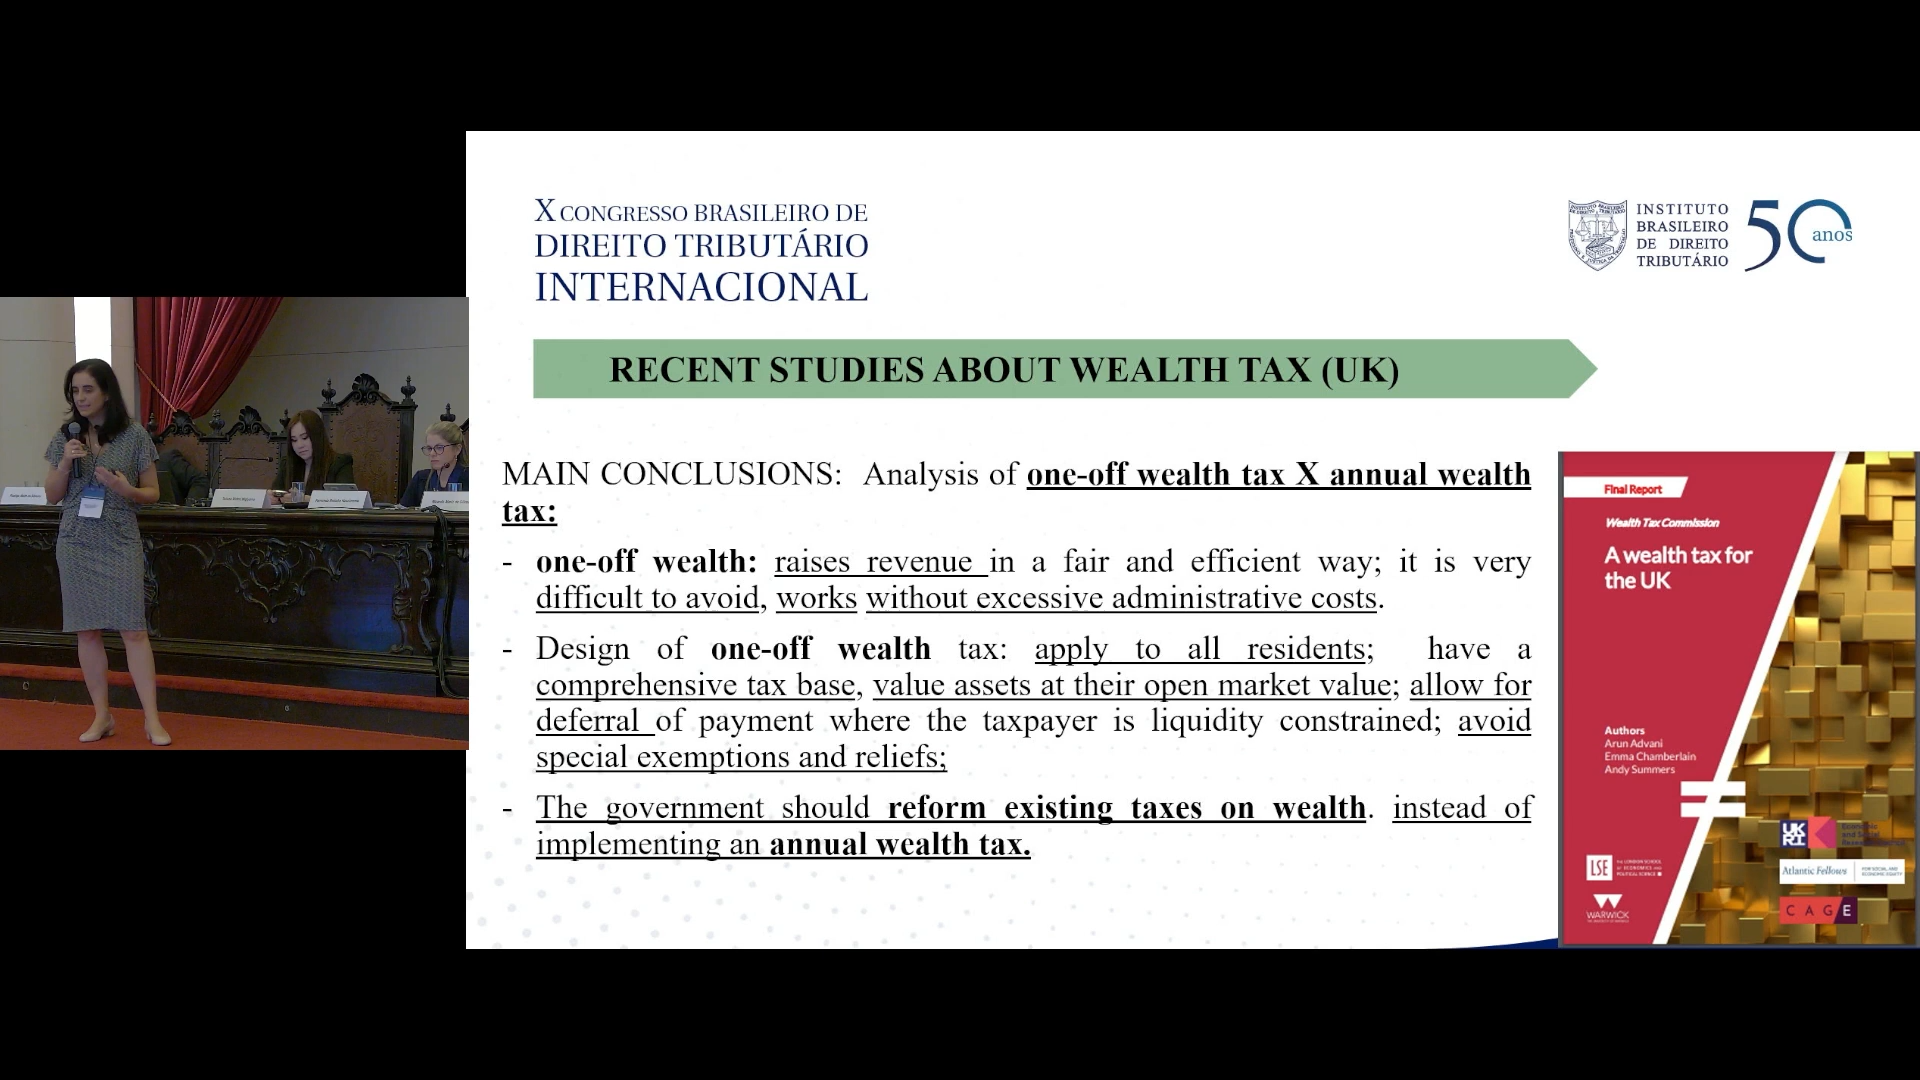 X CONGRESSO BRASILEIRO DE
DIREITO TRIBUTÁRIO
INTERNACIONAL
INSTITUTO
BRASILEIRO
DE DIREITO
TRIBUTÁRIO
50 anos
RECENT STUDIES ABOUT WEALTH TAX (UK)
MAIN CONCLUSIONS: Analysis of one-off wealth tax X annual wealth
tax:
- one-off wealth: raises revenue in a fair and efficient way; it is very
difficult to avoid, works without excessive administrative costs.
- Design of one-off wealth tax: apply to all residents; have a
comprehensive tax base, value assets at their open market value; allow for
deferral of payment where the taxpayer is liquidity constrained; avoid
special exemptions and reliefs;
- The government should reform existing taxes on wealth. instead of
implementing an annual wealth tax.
Final Report
Wealth Tax Commission
A wealth tax for
the UK
Authors
Arun Advani
Emma Chamberlain
Andy Summers
UK
RI
LSE
Atlantic Fellows
WARWICK
CAGE